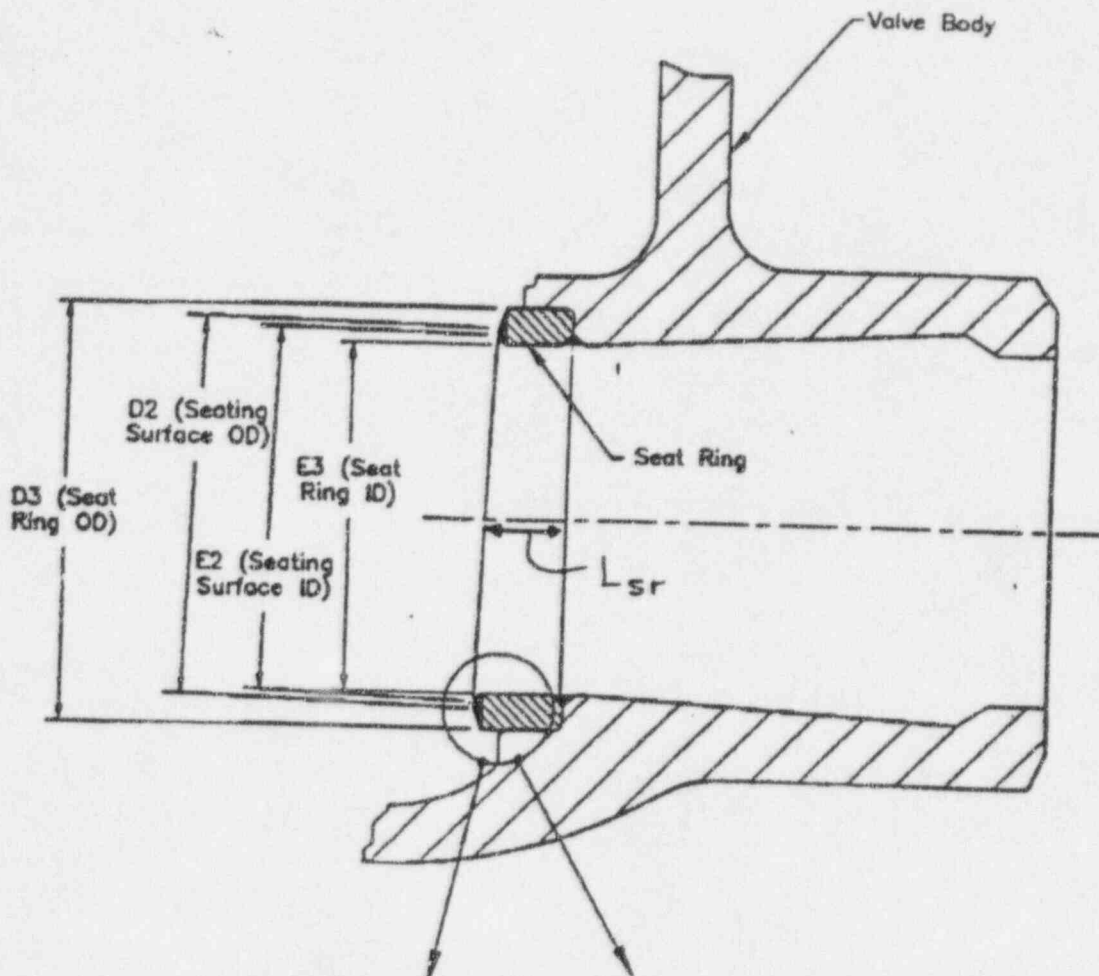 Valve Body
D2 (Seating
Surface OD)
E3 (Seat
Ring ID)
Seat Ring
D3 (Seat
Ring OD)
E2 (Seating
Surface ID)
Lsr